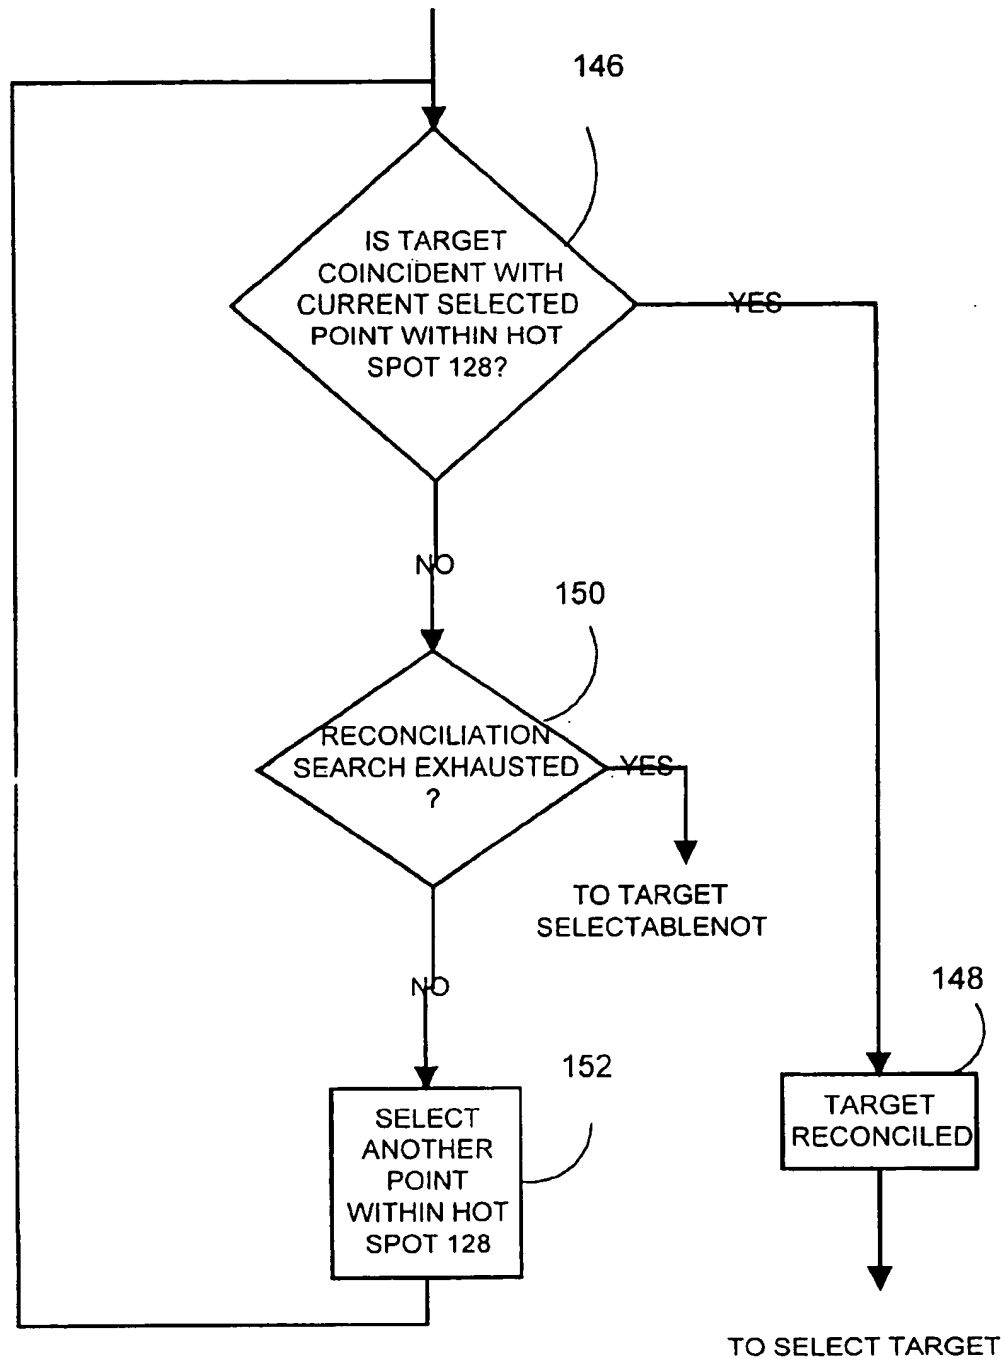 146
IS TARGET
COINCIDENT WITH
CURRENT SELECTED
POINT WITHIN HOT
SPOT 128?
YES
NO
150
RECONCILIATION
SEARCH EXHAUSTED
?
YES
TO TARGET
SELECTABLENOT
NO
148
TARGET
RECONCILED
152
SELECT
ANOTHER
POINT
WITHIN HOT
SPOT 128
TO SELECT TARGET